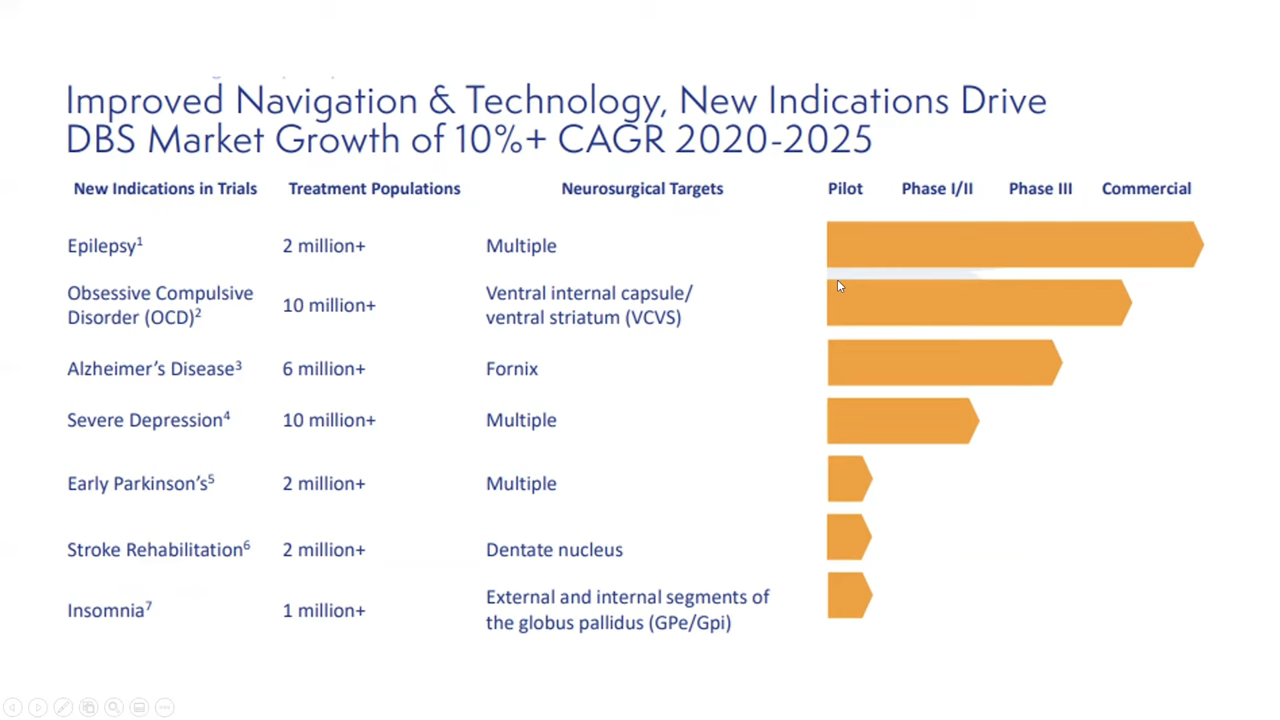 Improved Navigation & Technology, New Indications Drive
DBS Market Growth of 10%+ CAGR 2020-2025
New Indications in Trials Treatment Populations Neurosurgical Targets Pilot Phase I/II Phase III Commercial
Epilepsy¹ 2 million+ Multiple
Obsessive Compulsive
Disorder (OCD)²
10 million+
Ventral internal capsule/
ventral striatum (VCVS)
Alzheimer’s Disease³ 6 million+ Fornix
Severe Depression⁴ 10 million+ Multiple
Early Parkinson’s⁵ 2 million+ Multiple
Stroke Rehabilitation⁶ 2 million+ Dentate nucleus
Insomnia⁷ 1 million+
External and internal segments of
the globus pallidus (GPe/Gpi)